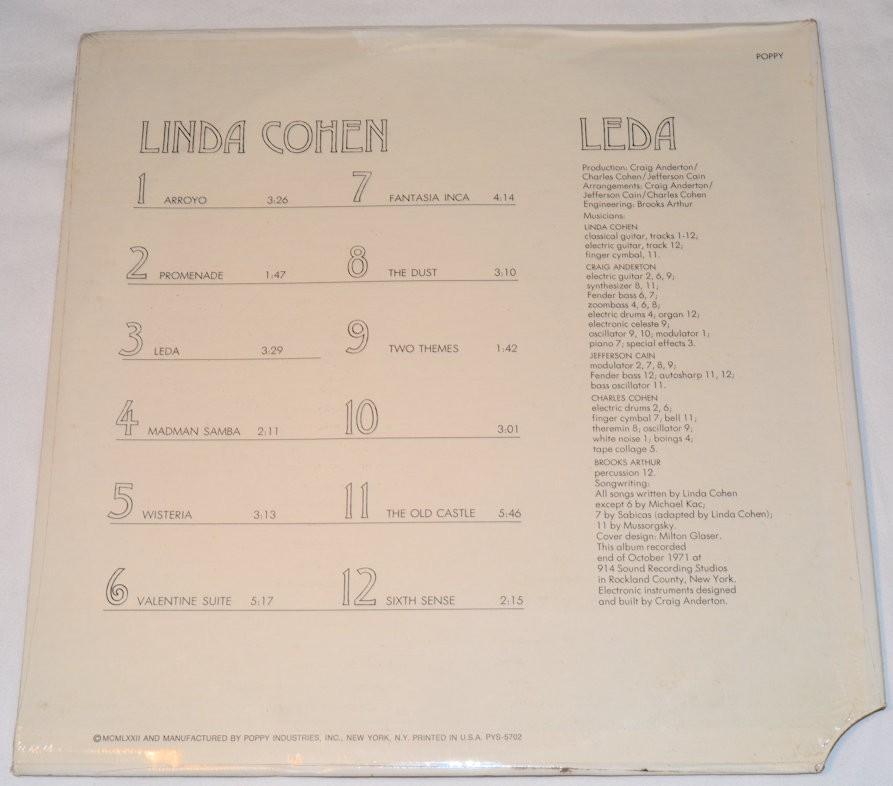 POPPY
LINDA COHEN
1 ARROYO 3:26
2 PROMENADE 1:47
3 LEDA 3:29
4 MADMAN SAMBA 2:11
5 WISTERIA 3:13
6 VALENTINE SUITE 5:17
7 FANTASIA INCA 4:14
8 THE DUST 3:10
9 TWO THEMES 1:42
10 3:01
11 THE OLD CASTLE 5:46
12 SIXTH SENSE 2:15
LEDA
Production: Craig Anderton/
Charles Cohen/Jefferson Cain
Arrangements: Craig Anderton/
Jefferson Cain/Charles Cohen
Engineering: Brooks Arthur
Musicians:
LINDA COHEN
classical guitar, tracks 1-12;
electric guitar, track 12;
finger cymbal, 11.
CRAIG ANDERTON
electric guitar 2, 6, 9;
synthesizer 8, 11;
Fender bass 6, 7;
zoombass 4, 6, 8;
electric drums 4; organ 12;
electronic celeste 9;
oscillator 9, 10; modulator 1;
piano 7; special effects 3.
JEFFERSON CAIN
modulator 2, 7, 8, 9;
Fender bass 12; autosharp 11, 12;
bass oscillator 11.
CHARLES COHEN
electric drums 2, 6;
finger cymbal 7; bell 11;
theremin 8; oscillator 9;
white noise 1; boings 4;
tape collage 5.
BROOKS ARTHUR
percussion 12.
Songwriting:
All songs written by Linda Cohen
except 6 by Michael Kac;
7 by Sabicas (adapted by Linda Cohen);
11 by Mussorgsky.
Cover design: Milton Glaser.
This album recorded
end of October 1971 at
914 Sound Recording Studios
in Rockland County, New York.
Electronic instruments designed
and built by Craig Anderton.
©MCMLXXII AND MANUFACTURED BY POPPY INDUSTRIES, INC., NEW YORK, N.Y. PRINTED IN U.S.A. PYS-5702